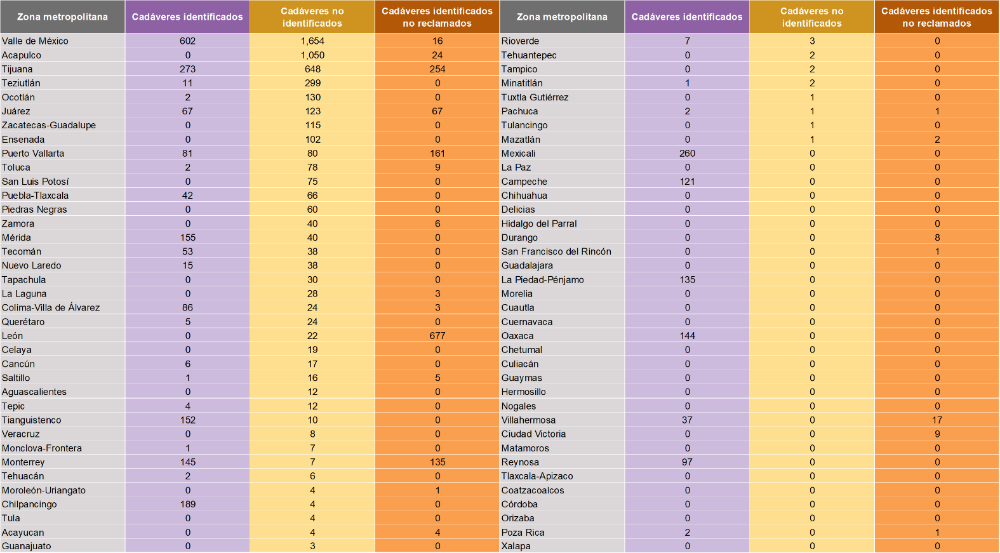 Zona metropolitana Cadáveres identificados Cadáveres no identificados Cadáveres identificados no reclamados Zona metropolitana Cadáveres identificados Cadáveres no identificados Cadáveres identificados no reclamados
Valle de México 602 1,654 16 Rioverde 7 3 0
Acapulco 0 1,050 24 Tehuantepec 0 2 0
Tijuana 273 648 254 Tampico 0 2 0
Teziutlán 11 299 0 Minatitlán 1 2 0
Ocotlán 2 130 0 Tuxtla Gutiérrez 0 1 0
Juárez 67 123 67 Pachuca 2 1 1
Zacatecas-Guadalupe 0 115 0 Tulancingo 0 1 0
Ensenada 0 102 0 Mazatlán 0 1 2
Puerto Vallarta 81 80 161 Mexicali 260 0 0
Toluca 2 78 9 La Paz 0 0 0
San Luis Potosí 0 75 0 Campeche 121 0 0
Puebla-Tlaxcala 42 66 0 Chihuahua 0 0 0
Piedras Negras 0 60 0 Delicias 0 0 0
Zamora 0 40 6 Hidalgo del Parral 0 0 0
Mérida 155 40 0 Durango 0 0 8
Tecomán 53 38 0 San Francisco del Rincón 0 0 1
Nuevo Laredo 15 38 0 Guadalajara 0 0 0
Tapachula 0 30 0 La Piedad-Pénjamo 135 0 0
La Laguna 0 28 3 Morelia 0 0 0
Colima-Villa de Álvarez 86 24 3 Cuautla 0 0 0
Querétaro 5 24 0 Cuernavaca 0 0 0
León 0 22 677 Oaxaca 144 0 0
Celaya 0 19 0 Chetumal 0 0 0
Cancún 6 17 0 Culiacán 0 0 0
Saltillo 1 16 5 Guaymas 0 0 0
Aguascalientes 0 12 0 Hermosillo 0 0 0
Tepic 4 12 0 Nogales 0 0 0
Tianguistenco 152 10 0 Villahermosa 37 0 17
Veracruz 0 8 0 Ciudad Victoria 0 0 9
Monclova-Frontera 1 7 0 Matamoros 0 0 0
Monterrey 145 7 135 Reynosa 97 0 0
Tehuacán 2 6 0 Tlaxcala-Apizaco 0 0 0
Moroleón-Uriangato 0 4 1 Coatzacoalcos 0 0 0
Chilpancingo 189 4 0 Córdoba 0 0 0
Tula 0 4 0 Orizaba 0 0 0
Acayucan 0 4 4 Poza Rica 2 0 1
Guanajuato 0 3 0 Xalapa 0 0 0